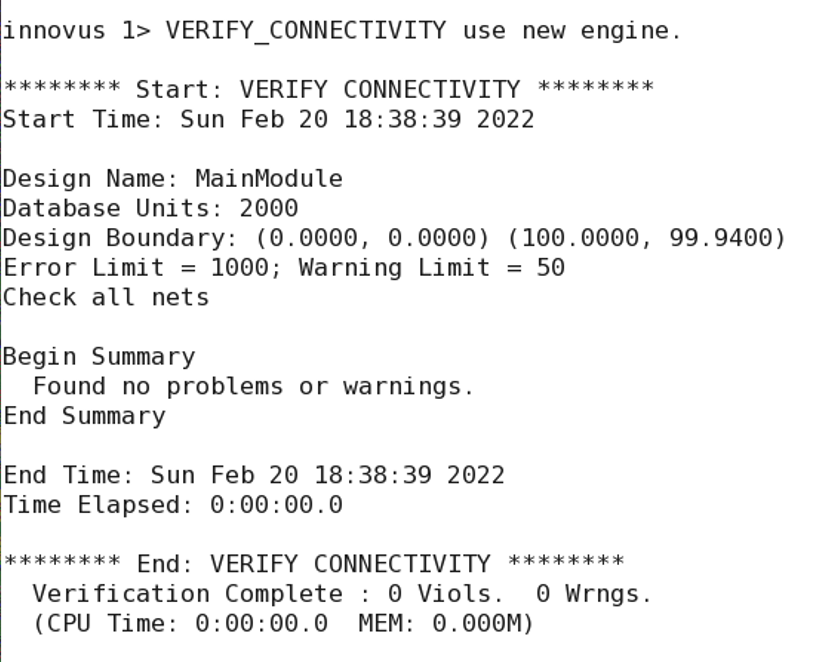 innovus 1> VERIFY_CONNECTIVITY use new engine.
******** Start: VERIFY CONNECTIVITY ********
Start Time: Sun Feb 20 18:38:39 2022
Design Name: MainModule
Database Units: 2000
Design Boundary: (0.0000, 0.0000) (100.0000, 99.9400)
Error Limit = 1000; Warning Limit = 50
Check all nets
Begin Summary
  Found no problems or warnings.
End Summary
End Time: Sun Feb 20 18:38:39 2022
Time Elapsed: 0:00:00.0
******** End: VERIFY CONNECTIVITY ********
  Verification Complete : 0 Viols.  0 Wrngs.
  (CPU Time: 0:00:00.0  MEM: 0.000M)